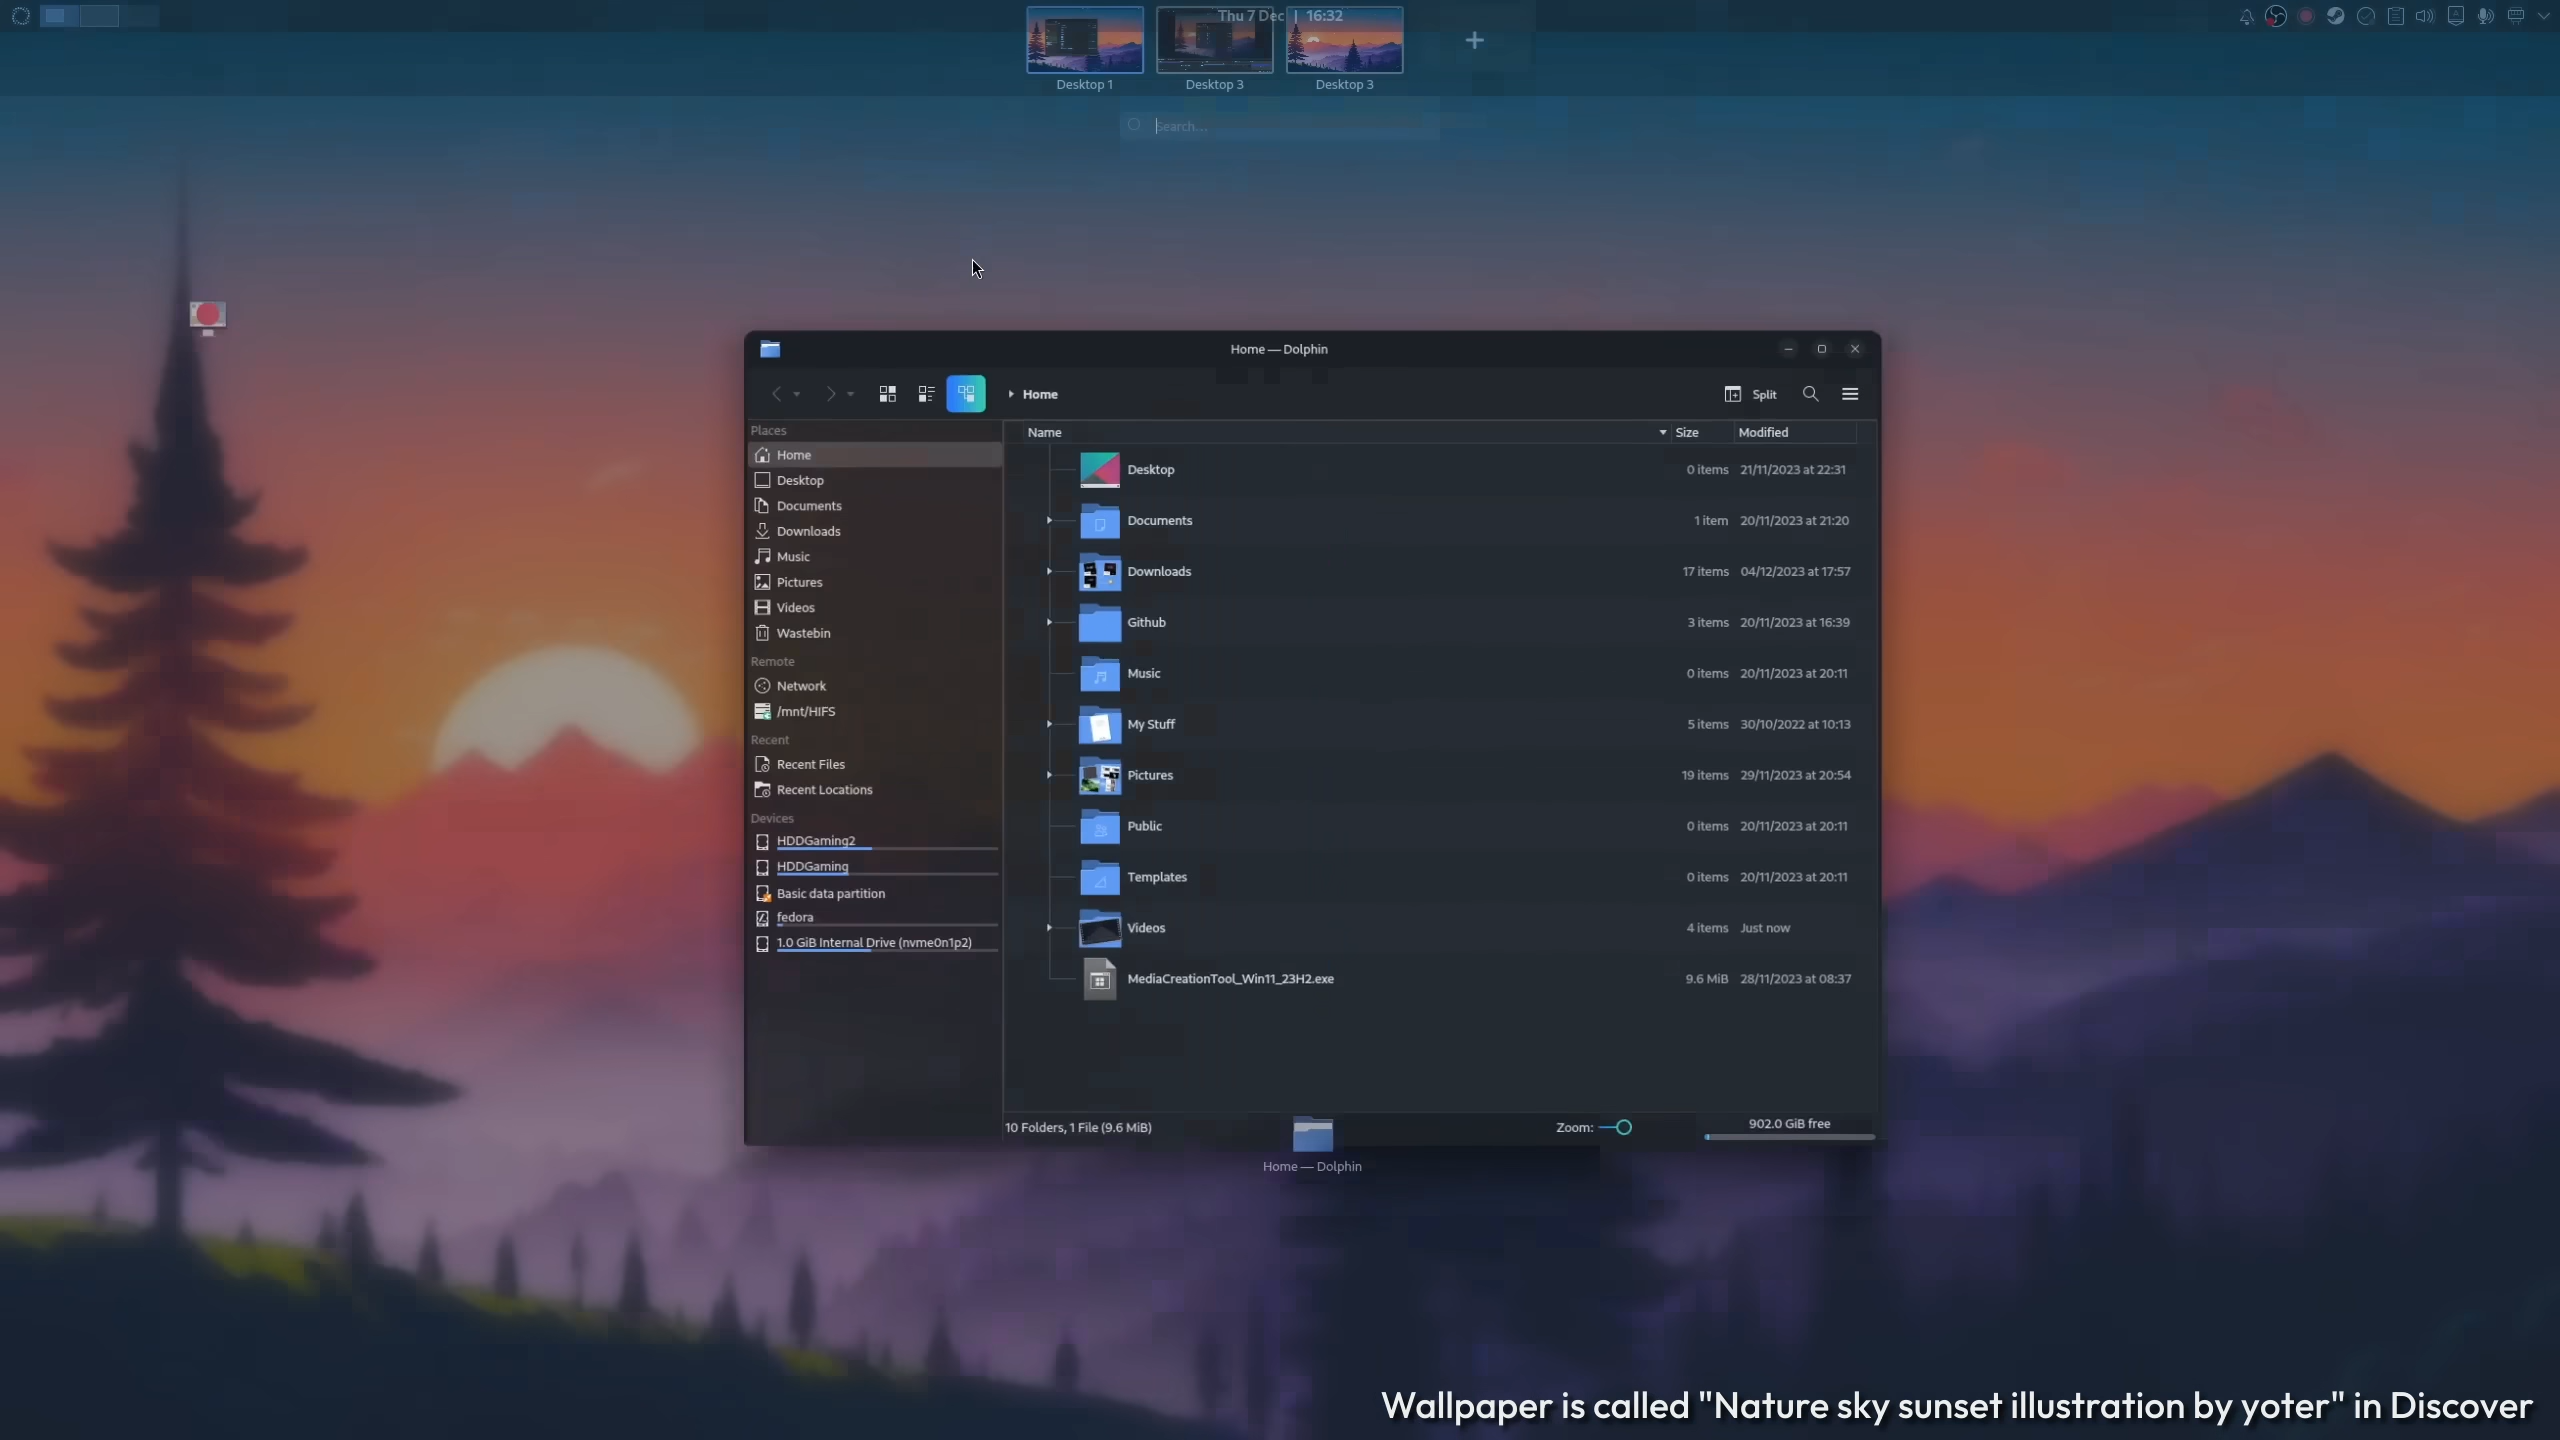 Thu 7 Dec | 16:32
Desktop 1
Desktop 3
Desktop 3
Search...
Home — Dolphin
Home
Split
Places
Home
Desktop
Documents
Downloads
Music
Pictures
Videos
Wastebin
Remote
Network
/mnt/HIFS
Recent
Recent Files
Recent Locations
Devices
HDDGaming2
HDDGaming
Basic data partition
fedora
1.0 GiB Internal Drive (nvme0n1p2)
Name Size Modified
Desktop 0 items 21/11/2023 at 22:31
Documents 1 item 20/11/2023 at 21:20
Downloads 17 items 04/12/2023 at 17:57
Github 3 items 20/11/2023 at 16:39
Music 0 items 20/11/2023 at 20:11
My Stuff 5 items 30/10/2022 at 10:13
Pictures 19 items 29/11/2023 at 20:54
Public 0 items 20/11/2023 at 20:11
Templates 0 items 20/11/2023 at 20:11
Videos 4 items Just now
MediaCreationTool_Win11_23H2.exe 9.6 MiB 28/11/2023 at 08:37
10 Folders, 1 File (9.6 MiB)
Zoom:
902.0 GiB free
Home — Dolphin
Wallpaper is called "Nature sky sunset illustration by yoter" in Discover